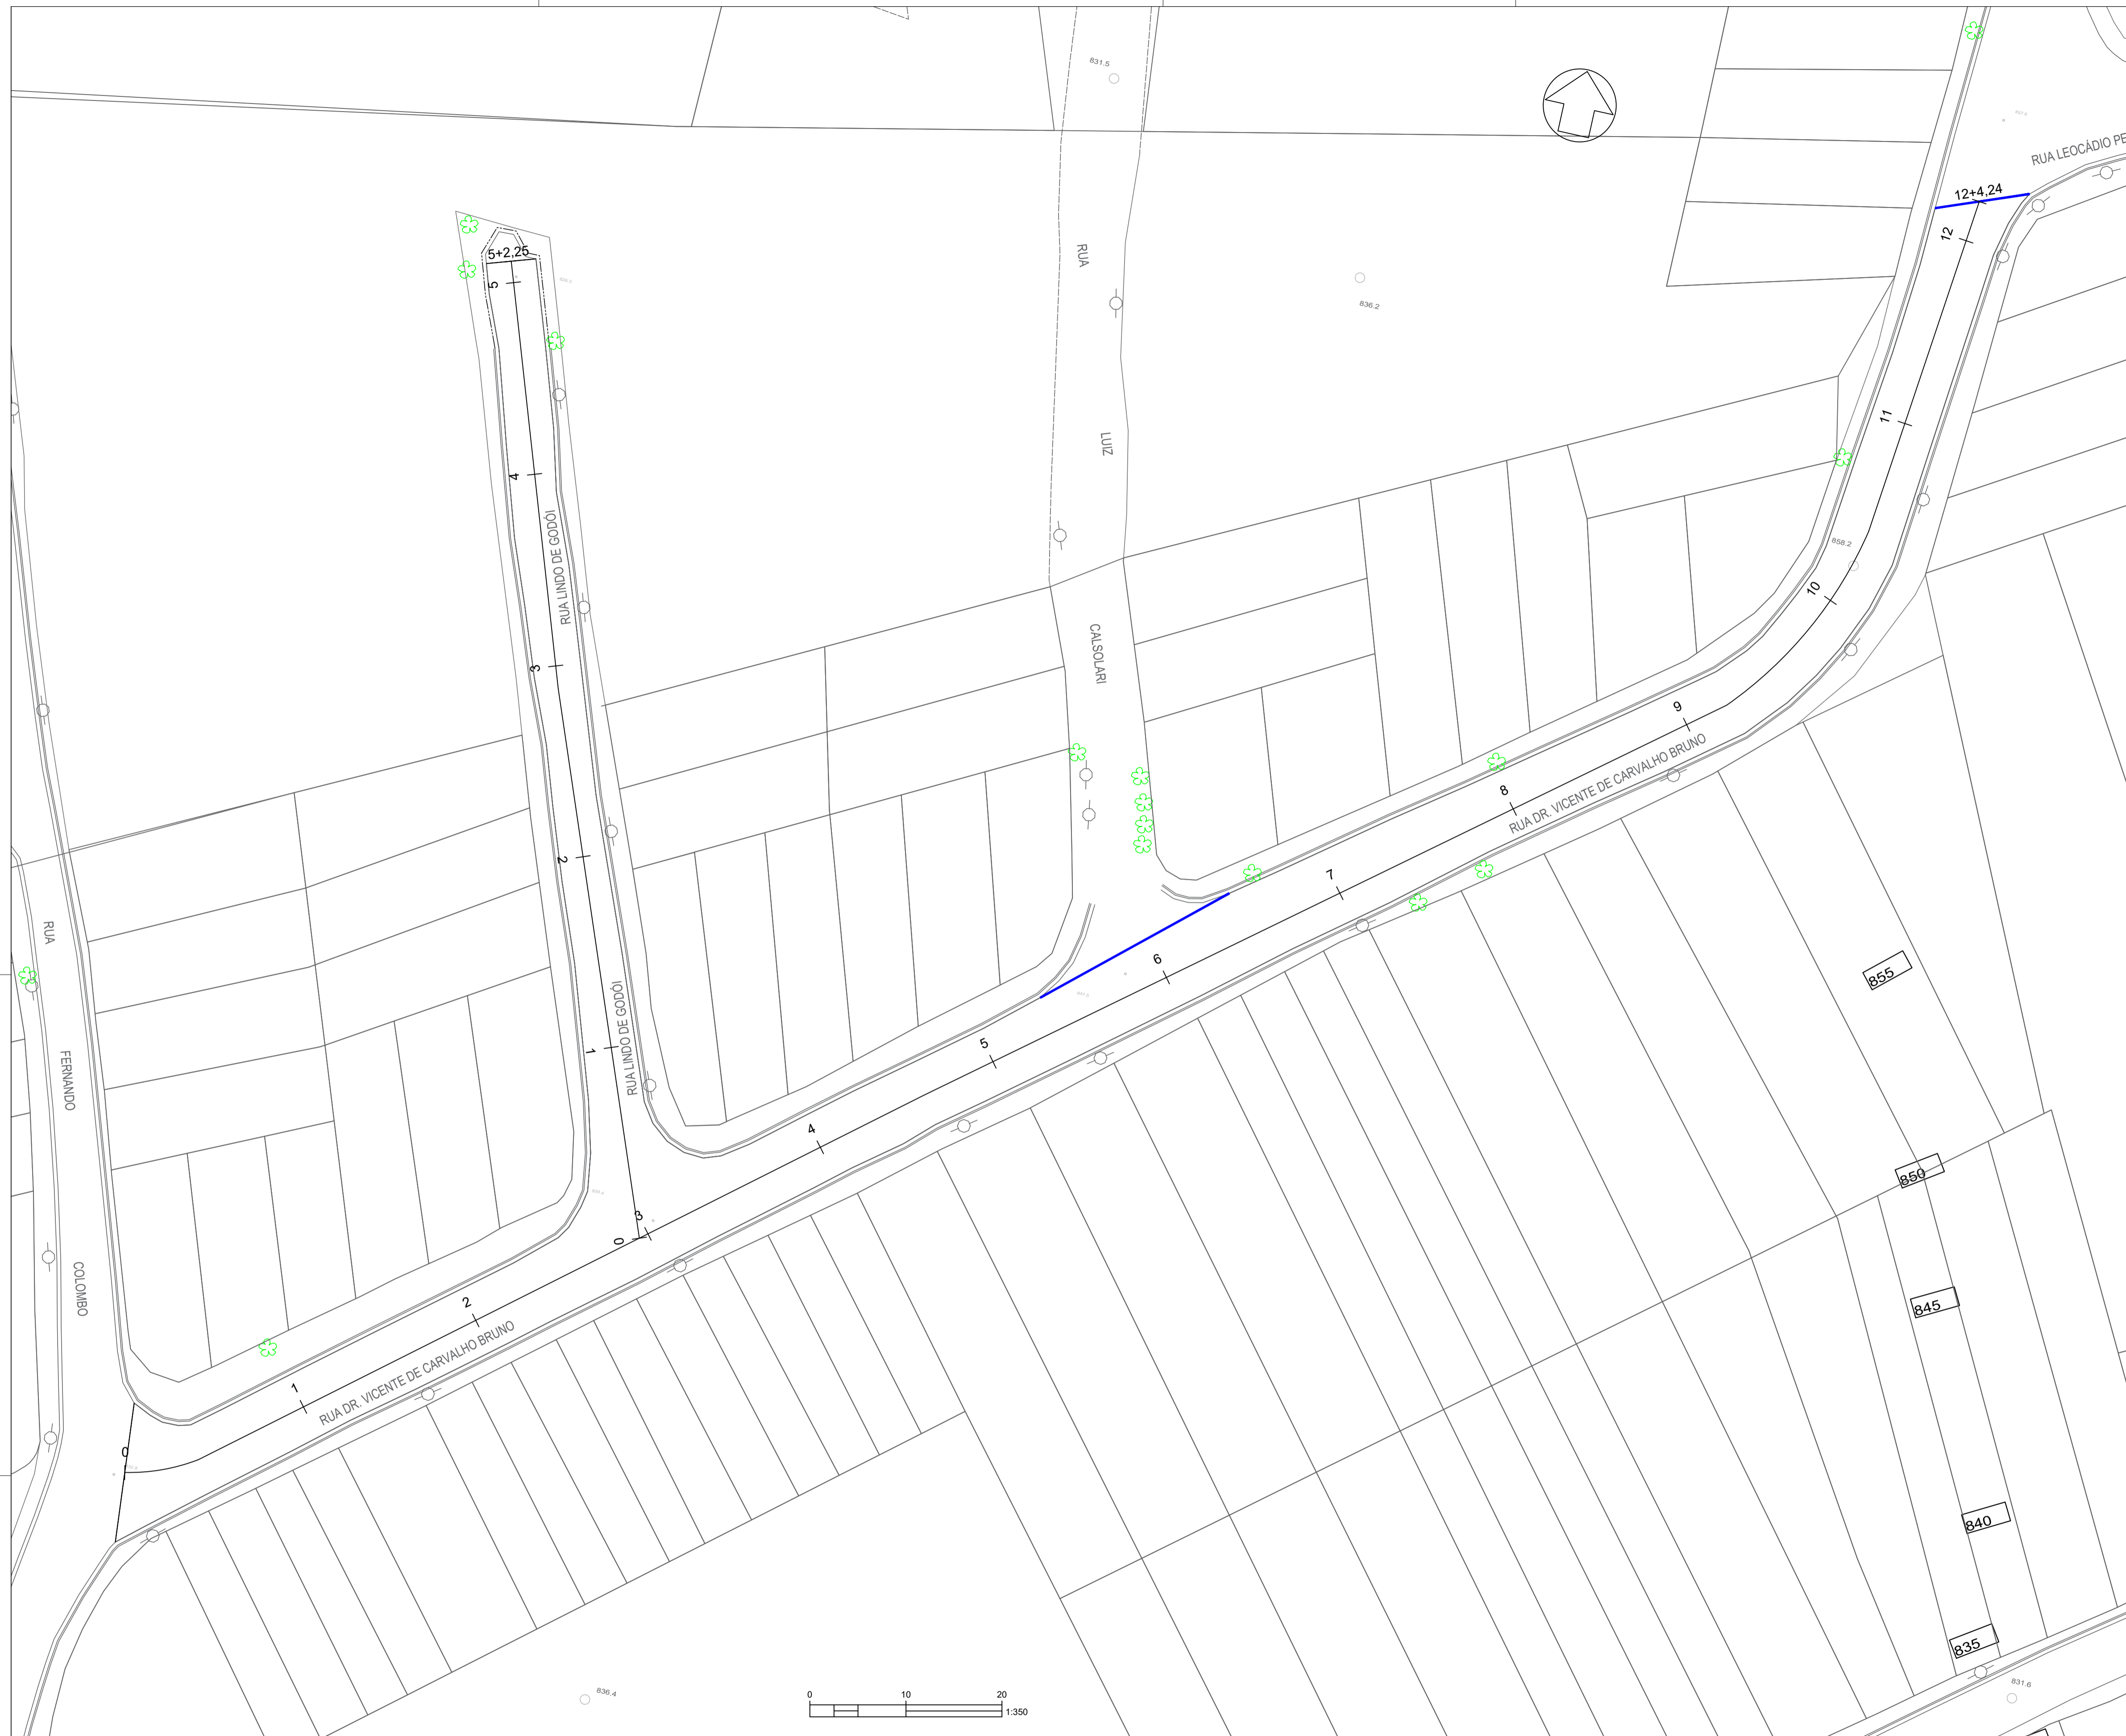 831.5
RUA LEOCÁDIO PE
12+4,24
12
5+2,25
5
RUA
836.2
11
LUIZ
4
RUA LINDO DE GODÓI
858.2
10
3
CALSOLARI
9
RUA DR. VICENTE DE CARVALHO BRUNO
8
7
2
RUA
6
855
1
RUA LINDO DE GODÓI
5
FERNANDO
4
850
3
0
COLOMBO
2
845
RUA DR. VICENTE DE CARVALHO BRUNO
1
0
840
835
836.4
831.6
0 10 20
1:350